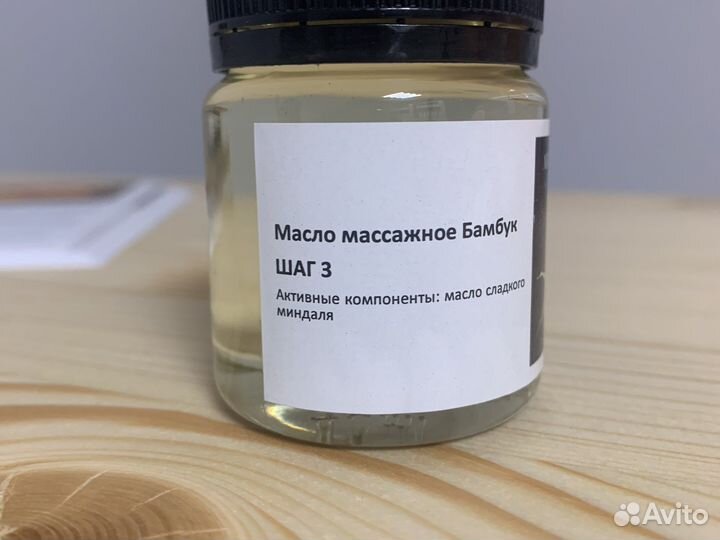 Масло массажное Бамбук
ШАГ 3
Активные компоненты: масло сладкого
миндаля
Avito